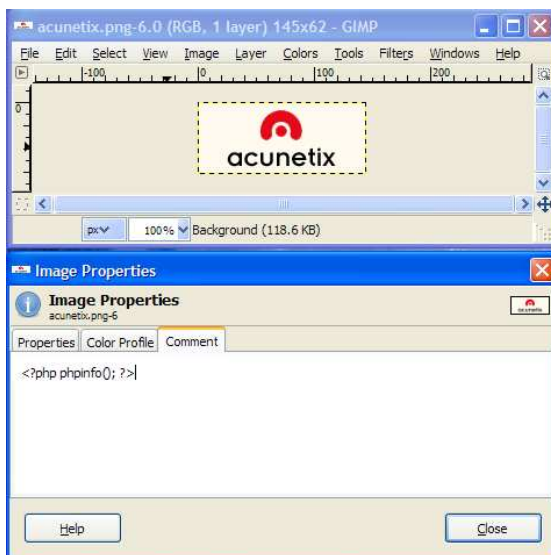 acunetix.png-6.0 (RGB, 1 layer) 145x62 - GIMP
File Edit Select View Image Layer Colors Tools Filters Windows Help
-100 0 100 200
0
acunetix
px 100% Background (118.6 KB)
Image Properties
Image Properties
acunetix.png-6
acunetix
Properties Color Profile Comment
<?php phpinfo(); ?>
Help Close